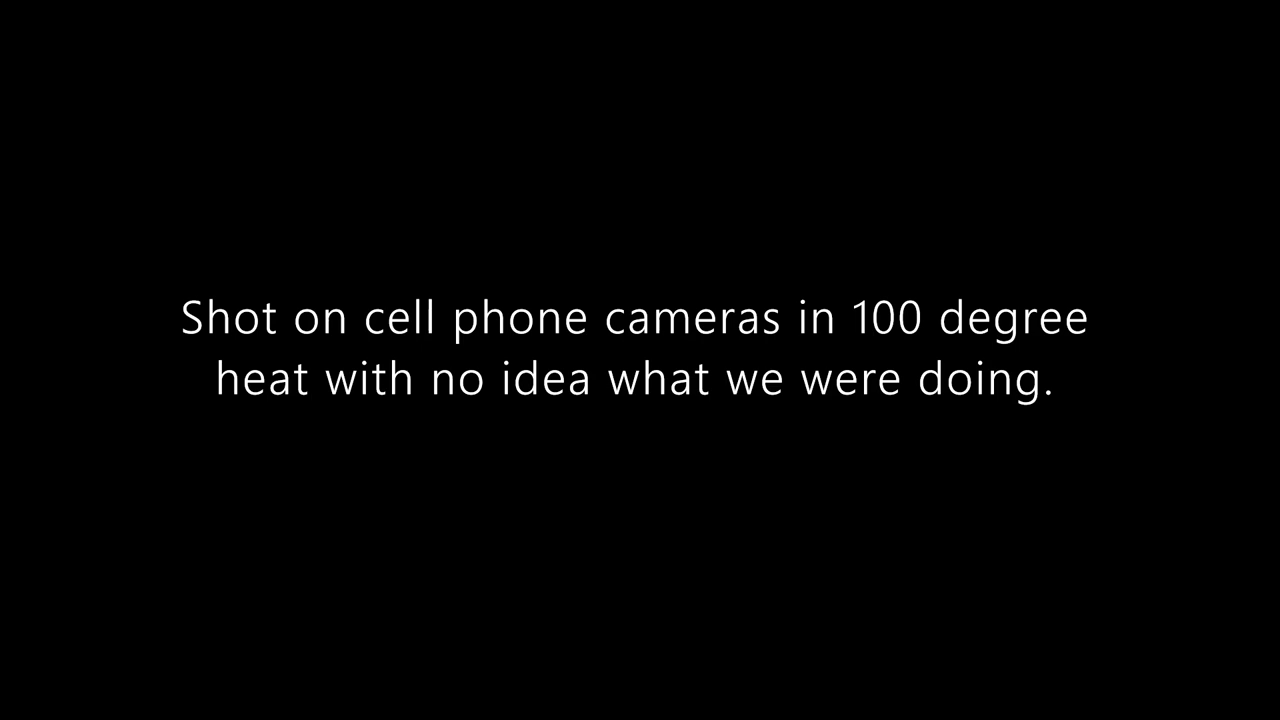 Shot on cell phone cameras in 100 degree
heat with no idea what we were doing.